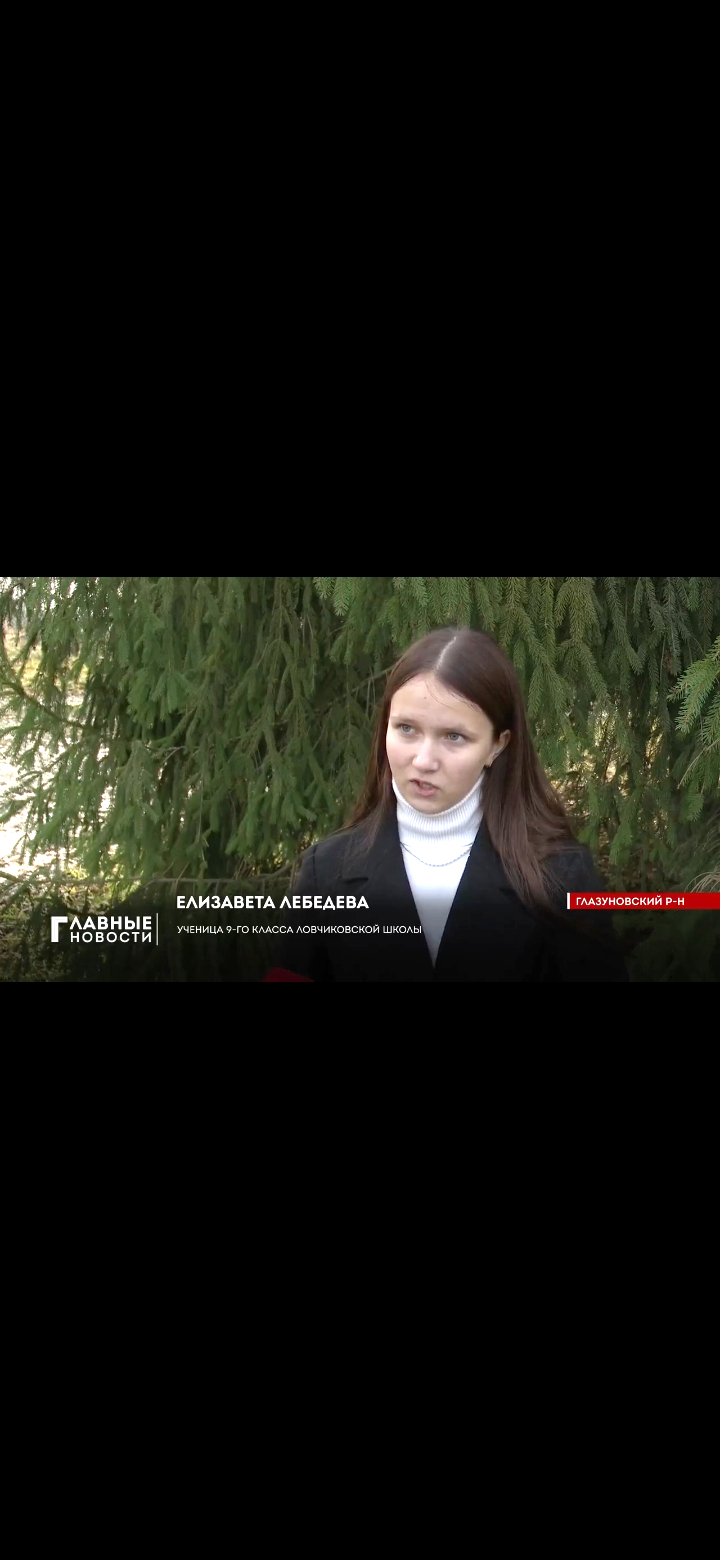 ЕЛИЗАВЕТА ЛЕБЕДЕВА
ГЛАЗУНОВСКИЙ Р-Н
ГЛАВНЫЕ
НОВОСТИ
УЧЕНИЦА 9-ГО КЛАССА ЛОВЧИКОВСКОЙ ШКОЛЫ